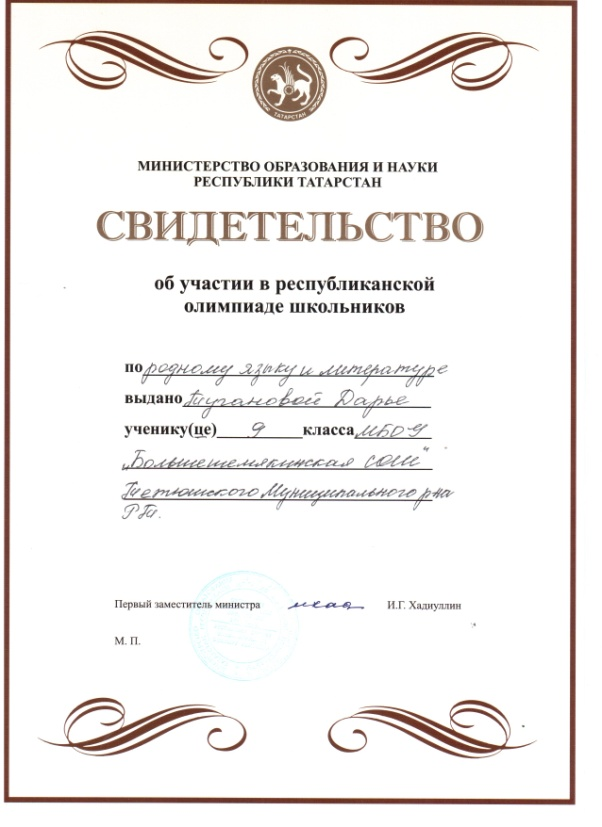 ТАТАРСТАН
МИНИСТЕРСТВО ОБРАЗОВАНИЯ И НАУКИ
РЕСПУБЛИКИ ТАТАРСТАН
СВИДЕТЕЛЬСТВО
об участии в республиканской
олимпиаде школьников
по родному языку и литературе
выдано Тугановой Дарье
ученику(це) 9 класса МБОУ
„Большетемякинская СОШ"
Тетюшского Муниципального р-на
РТ.
Первый заместитель министра И.Г. Хадиуллин
М. П.